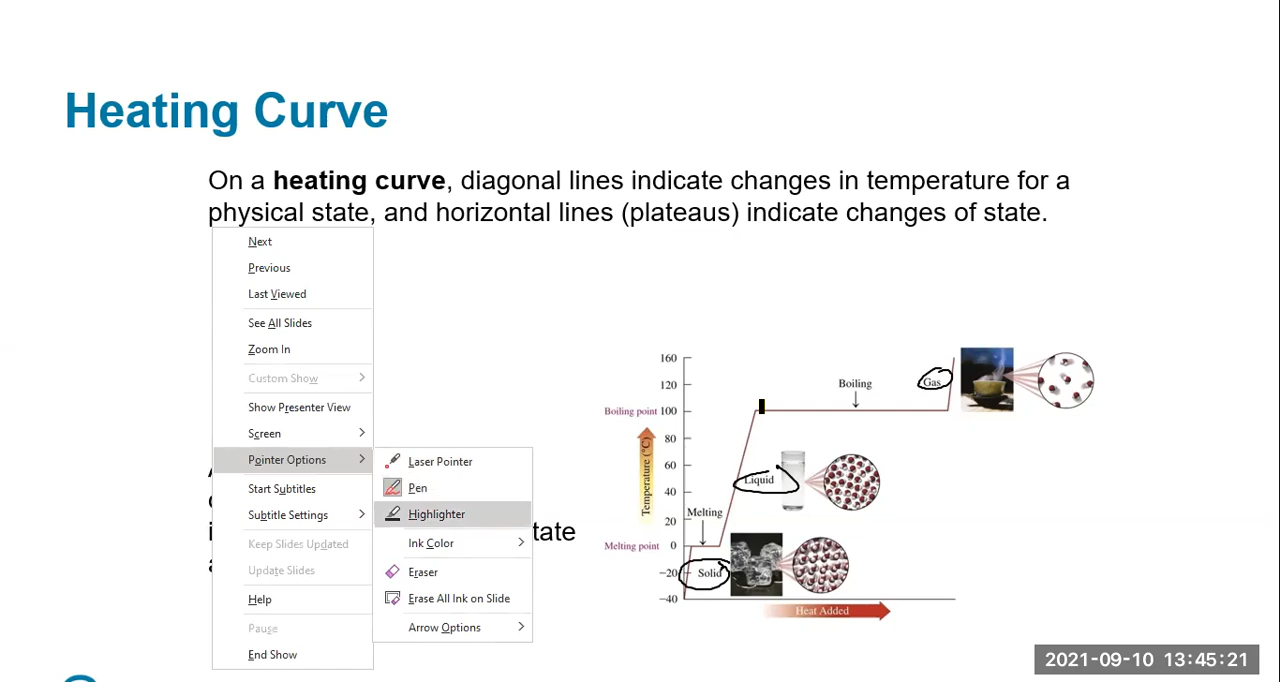 Heating Curve
On a heating curve, diagonal lines indicate changes in temperature for a
physical state, and horizontal lines (plateaus) indicate changes of state.
Next
Previous
Last Viewed
See All Slides
Zoom In
Custom Show
Show Presenter View
Screen
Pointer Options
Start Subtitles
Subtitle Settings
Keep Slides Updated
Update Slides
Help
Pause
End Show
Laser Pointer
Pen
Highlighter
Ink Color
Eraser
Erase All Ink on Slide
Arrow Options
tate
160
120
Boiling point 100
80
60
40
20
Melting point 0
−20
−40
Temperature (°C)
Boiling
Gas
Liquid
Melting
Solid
Heat Added
2021-09-10 13:45:21